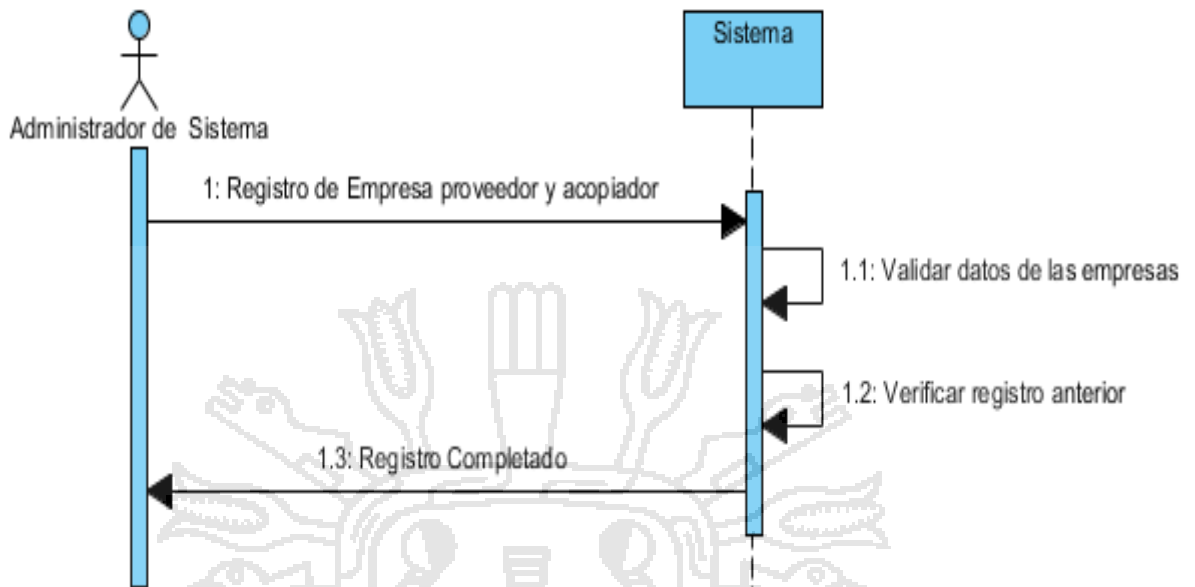 Sistema
Administrador de Sistema
1: Registro de Empresa proveedor y acopiador
1.1: Validar datos de las empresas
1.2: Verificar registro anterior
1.3: Registro Completado